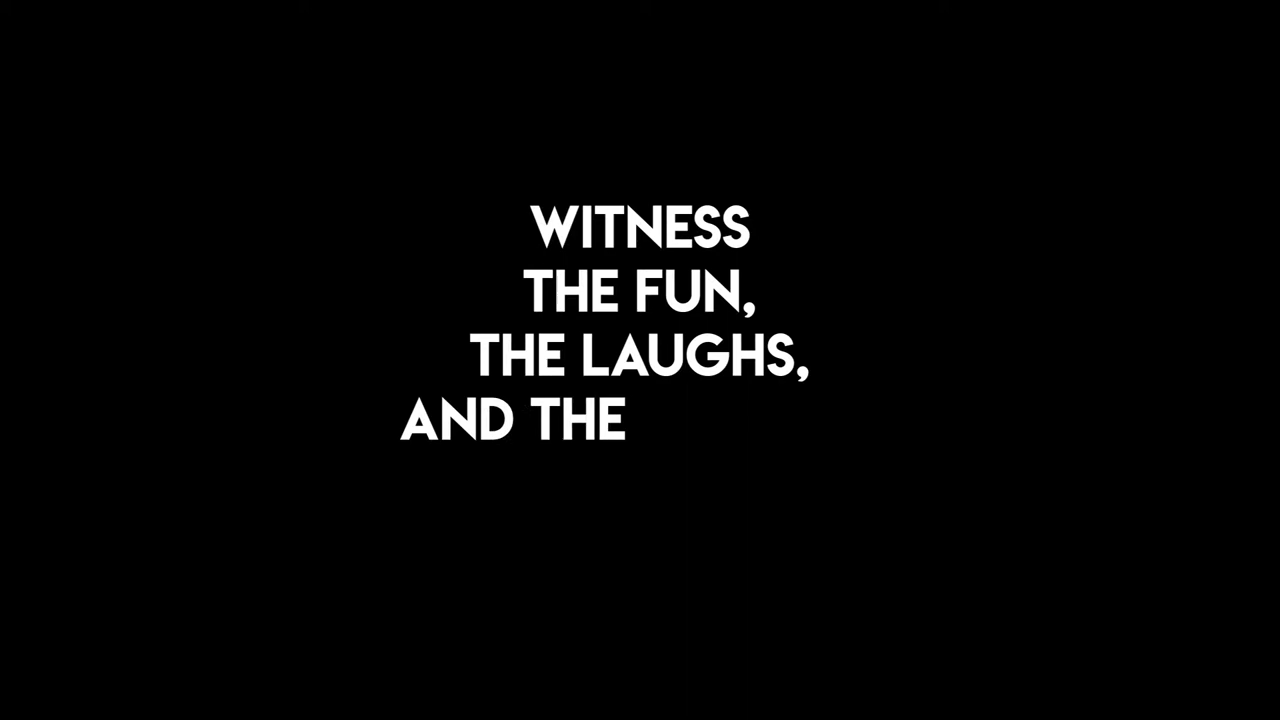 WITNESS
THE FUN,
THE LAUGHS,
AND THE